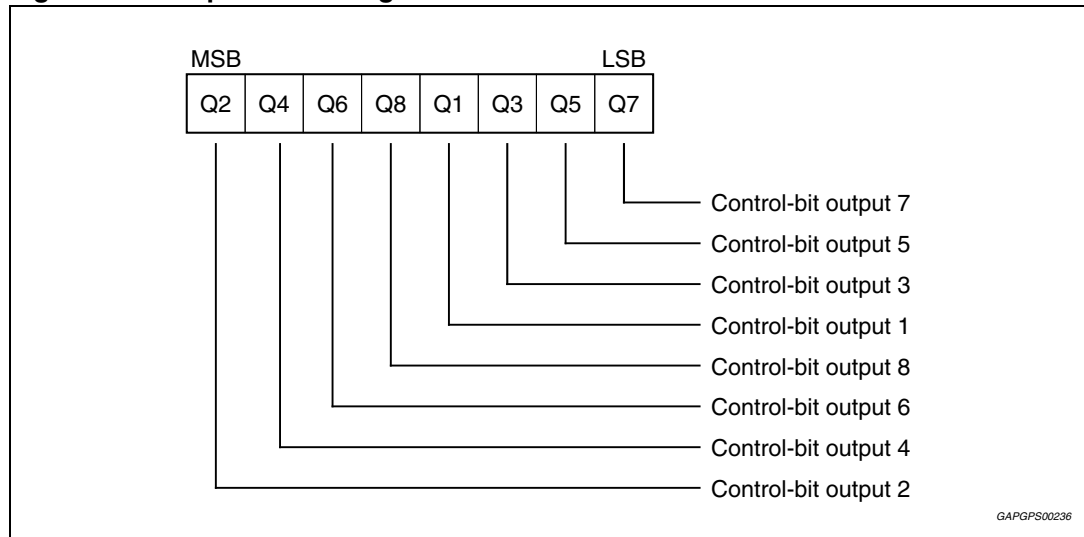 MSB LSB
Q2 Q4 Q6 Q8 Q1 Q3 Q5 Q7
Control-bit output 7
Control-bit output 5
Control-bit output 3
Control-bit output 1
Control-bit output 8
Control-bit output 6
Control-bit output 4
Control-bit output 2
GAPGPS00236